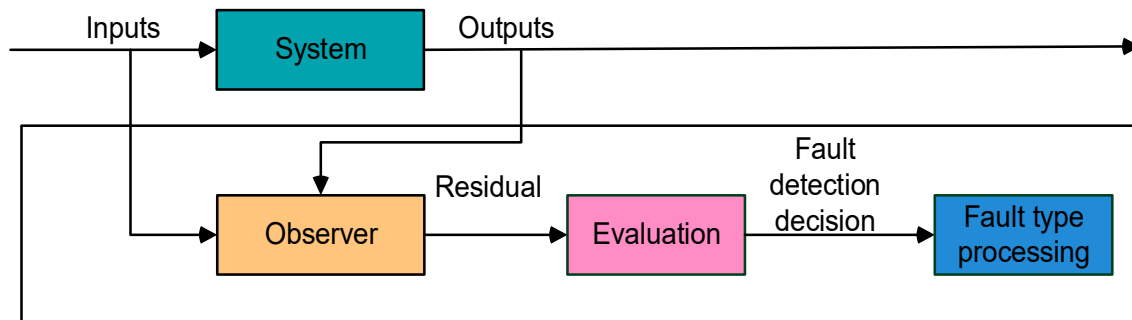 Inputs
System
Outputs
Observer
Residual
Evaluation
Fault
detection
decision
Fault type
processing